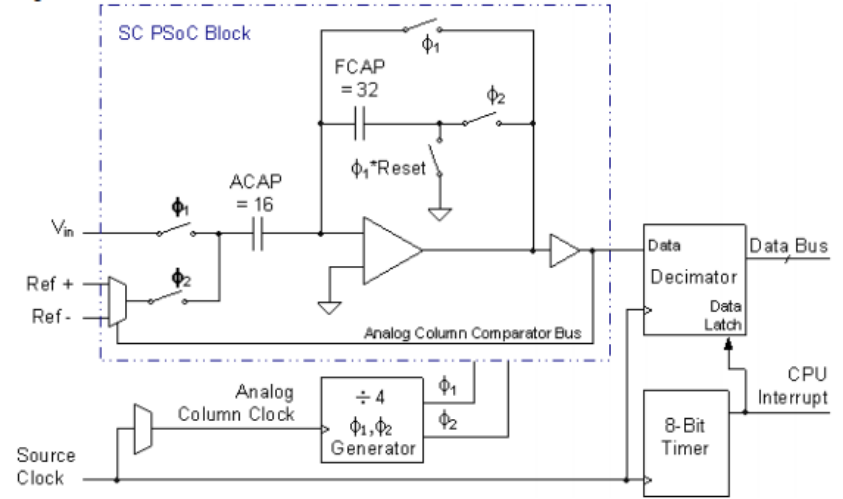 SC PSoC Block
ϕ1
FCAP
= 32
ϕ2
ϕ1*Reset
ACAP
= 16
ϕ1
Vin
ϕ2
Ref +
Ref -
Data
Data Bus
Decimator
Data
Latch
Analog Column Comparator Bus
CPU
Interrupt
Analog
Column Clock
÷ 4
ϕ1,ϕ2
Generator
ϕ1
ϕ2
8-Bit
Timer
Source
Clock